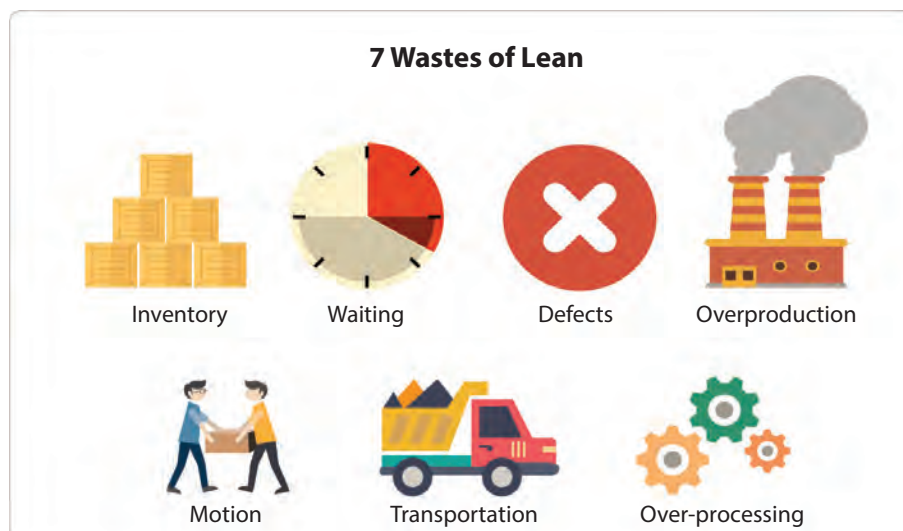 7 Wastes of Lean
Inventory
Waiting
Defects
Overproduction
Motion
Transportation
Over-processing